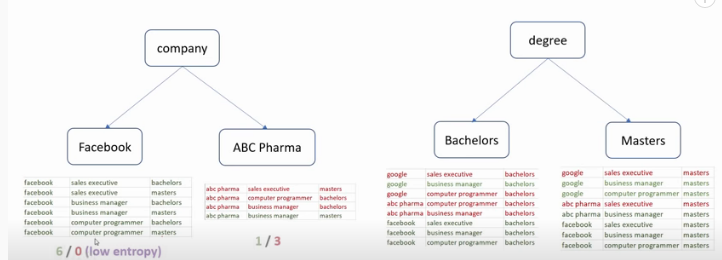 company
Facebook
ABC Pharma
facebook sales executive bachelors
facebook sales executive masters
facebook business manager bachelors
facebook business manager masters
facebook computer programmer bachelors
facebook computer programmer masters
6 / 0 (low entropy)
abc pharma sales executive masters
abc pharma computer programmer bachelors
abc pharma business manager bachelors
abc pharma business manager masters
1 / 3
degree
Bachelors
Masters
google sales executive bachelors
google business manager bachelors
google computer programmer bachelors
abc pharma computer programmer bachelors
abc pharma business manager bachelors
facebook sales executive bachelors
facebook business manager bachelors
facebook computer programmer bachelors
google sales executive masters
google business manager masters
google computer programmer masters
abc pharma sales executive masters
abc pharma business manager masters
facebook sales executive masters
facebook business manager masters
facebook computer programmer masters